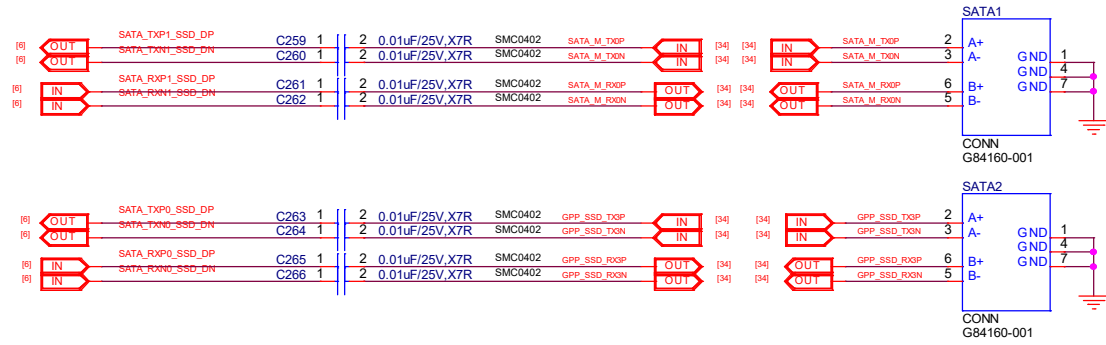 SATA1
SATA_TXP1_SSD_DP
[6] OUT C259 1 2 0.01uF/25V,X7R SMC0402 SATA_M_TX0P IN [34] [34] IN SATA_M_TX0P 2 A+
SATA_TXN1_SSD_DN
[6] OUT C260 1 2 0.01uF/25V,X7R SATA_M_TX0N IN [34] [34] IN SATA_M_TX0N 3 A- GND 1
GND 4
SATA_RXP1_SSD_DP
[6] IN C261 1 2 0.01uF/25V,X7R SMC0402 SATA_M_RX0P OUT [34] [34] OUT SATA_M_RX0P 6 B+ GND 7
SATA_RXN1_SSD_DN
[6] IN C262 1 2 0.01uF/25V,X7R SMC0402 SATA_M_RX0N OUT [34] [34] OUT SATA_M_RX0N 5 B-
CONN
G84160-001
SATA2
SATA_TXP0_SSD_DP
[6] OUT C263 1 2 0.01uF/25V,X7R SMC0402 GPP_SSD_TX3P IN [34] [34] IN GPP_SSD_TX3P 2 A+
SATA_TXN0_SSD_DN
[6] OUT C264 1 2 0.01uF/25V,X7R SMC0402 GPP_SSD_TX3N IN [34] [34] IN GPP_SSD_TX3N 3 A- GND 1
GND 4
SATA_RXP0_SSD_DP
[6] IN C265 1 2 0.01uF/25V,X7R SMC0402 GPP_SSD_RX3P OUT [34] [34] OUT GPP_SSD_RX3P 6 B+ GND 7
SATA_RXN0_SSD_DN
[6] IN C266 1 2 0.01uF/25V,X7R SMC0402 GPP_SSD_RX3N OUT [34] [34] OUT GPP_SSD_RX3N 5 B-
CONN
G84160-001